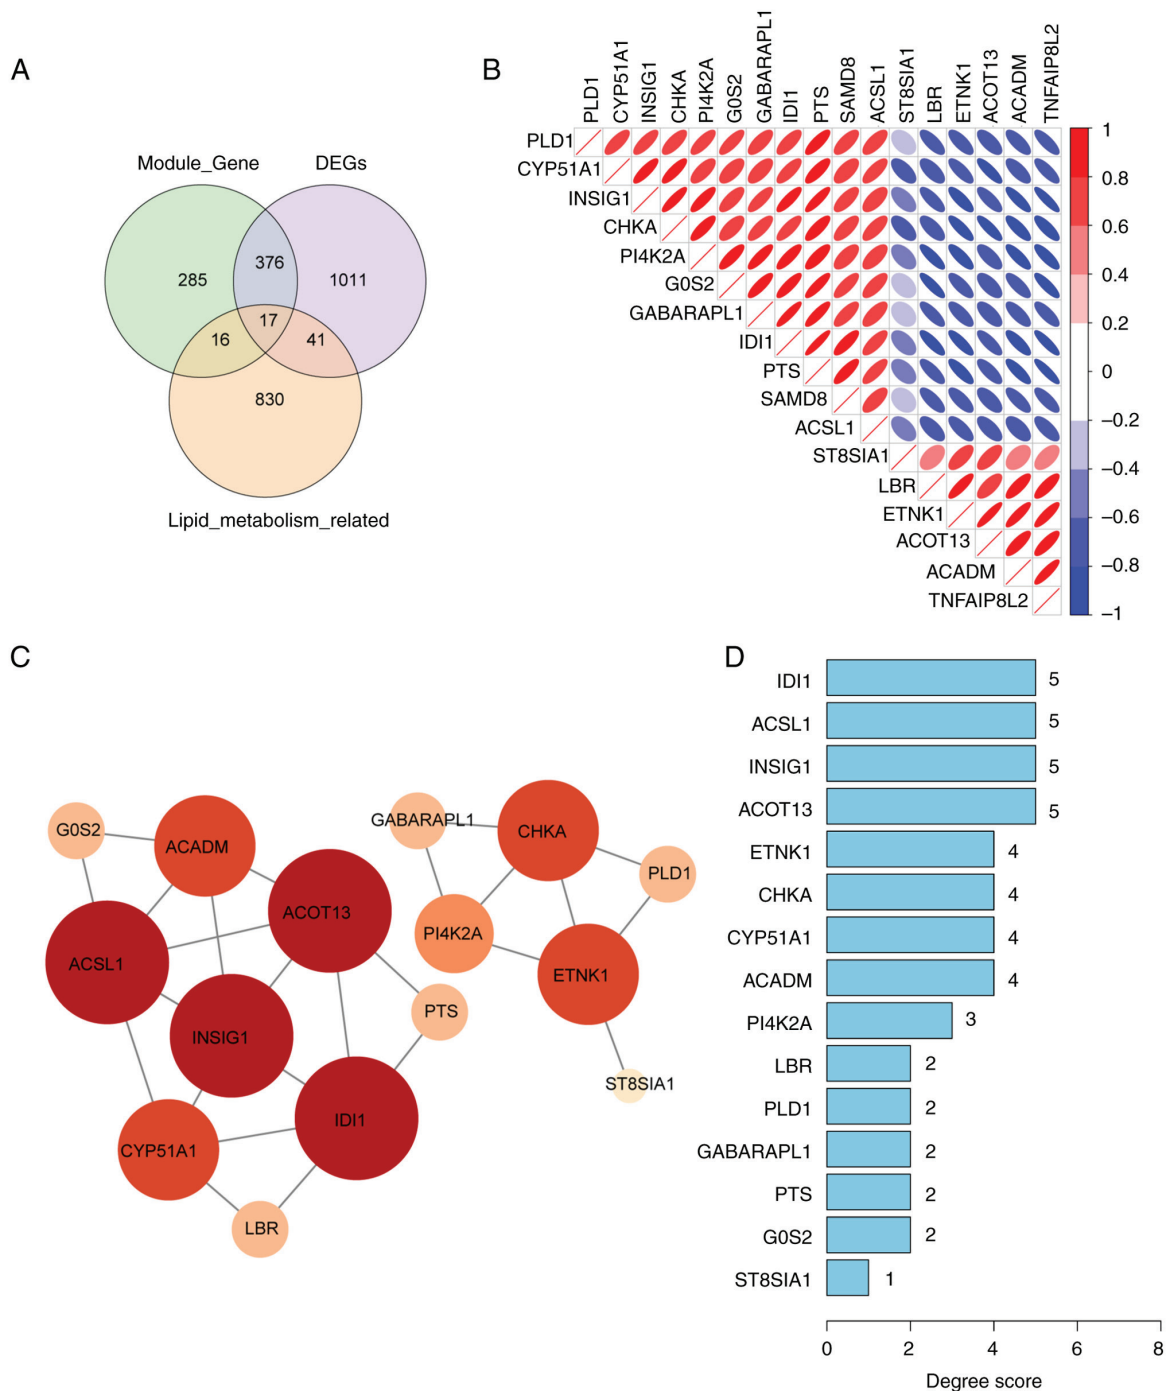 A
Module_Gene
DEGs
285
376
1011
17
16
41
830
Lipid_metabolism_related
B
PLD1
CYP51A1
INSIG1
CHKA
PI4K2A
G0S2
GABARAPL1
IDI1
PTS
SAMD8
ACSL1
ST8SIA1
LBR
ETNK1
ACOT13
ACADM
TNFAIP8L2
PLD1
CYP51A1
INSIG1
CHKA
PI4K2A
G0S2
GABARAPL1
IDI1
PTS
SAMD8
ACSL1
ST8SIA1
LBR
ETNK1
ACOT13
ACADM
TNFAIP8L2
1
0.8
0.6
0.4
0.2
0
−0.2
−0.4
−0.6
−0.8
−1
C
G0S2
ACADM
ACOT13
ACSL1
INSIG1
PTS
IDI1
CYP51A1
LBR
GABARAPL1
CHKA
PLD1
PI4K2A
ETNK1
ST8SIA1
D
IDI1 5
ACSL1 5
INSIG1 5
ACOT13 5
ETNK1 4
CHKA 4
CYP51A1 4
ACADM 4
PI4K2A 3
LBR 2
PLD1 2
GABARAPL1 2
PTS 2
G0S2 2
ST8SIA1 1
0 2 4 6 8
Degree score